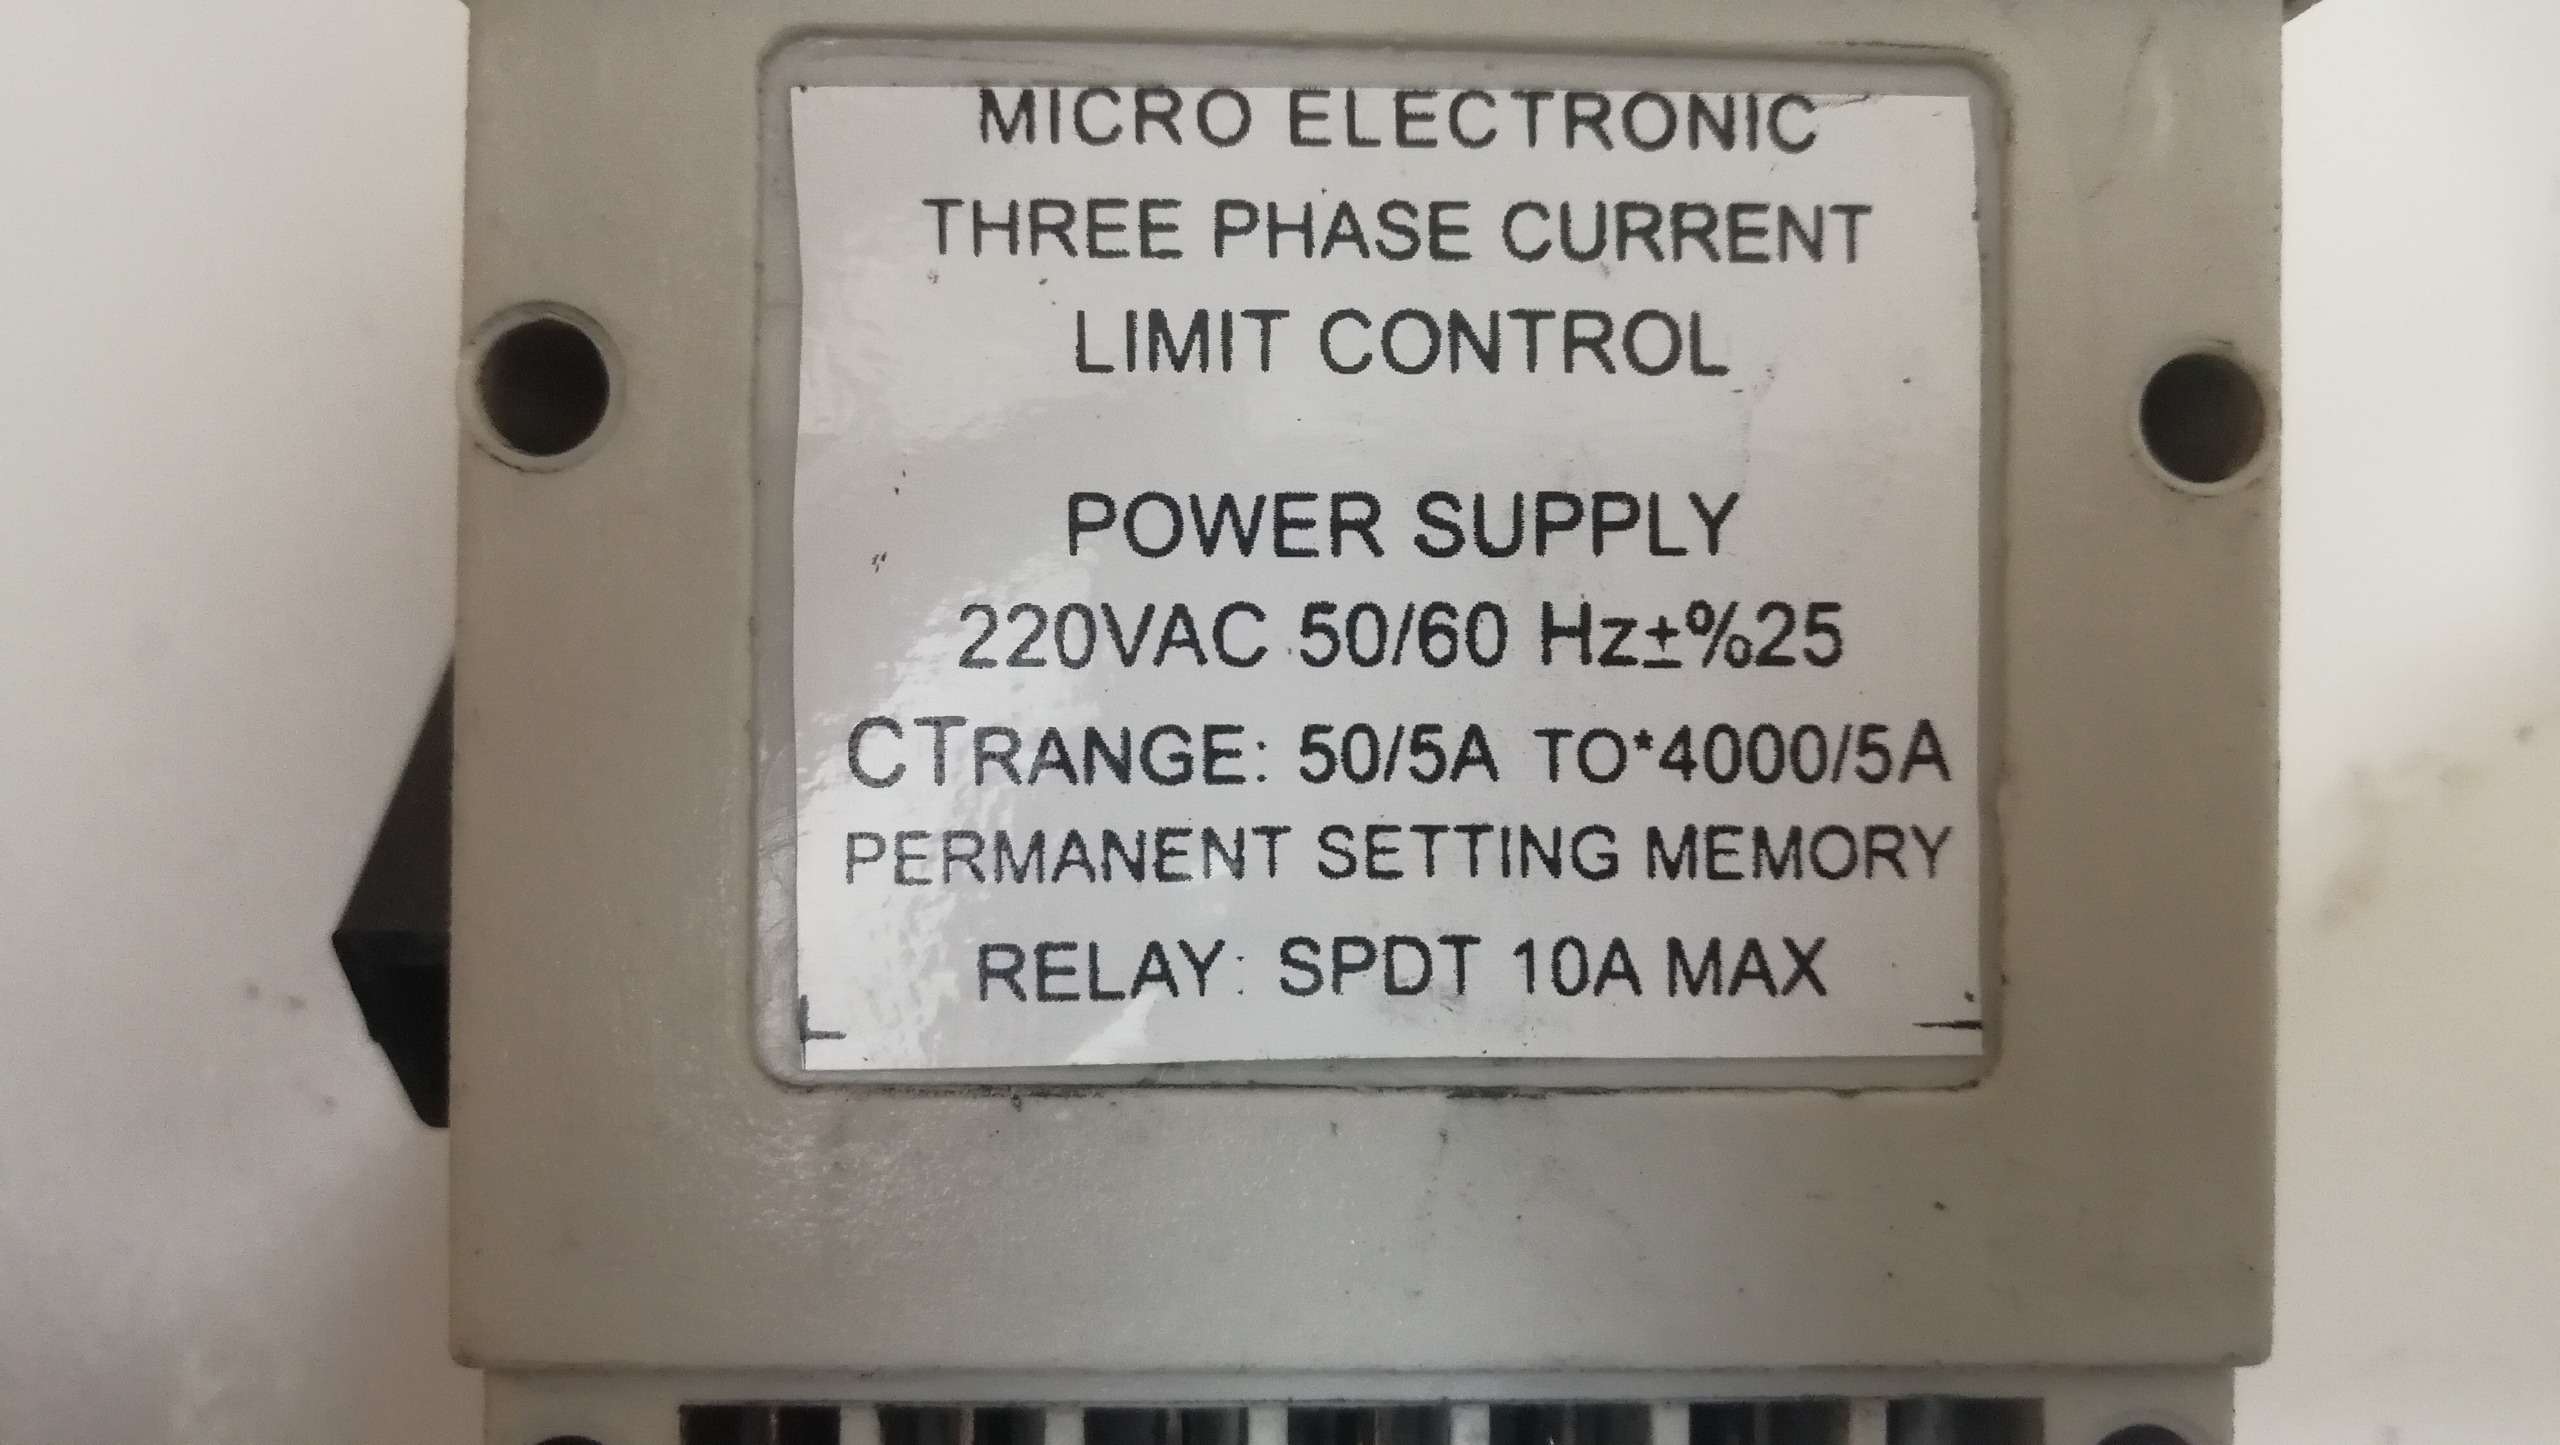 MICRO ELECTRONIC
THREE PHASE CURRENT
LIMIT CONTROL
POWER SUPPLY
220VAC 50/60 Hz±%25
CTRANGE: 50/5A TO*4000/5A
PERMANENT SETTING MEMORY
RELAY: SPDT 10A MAX